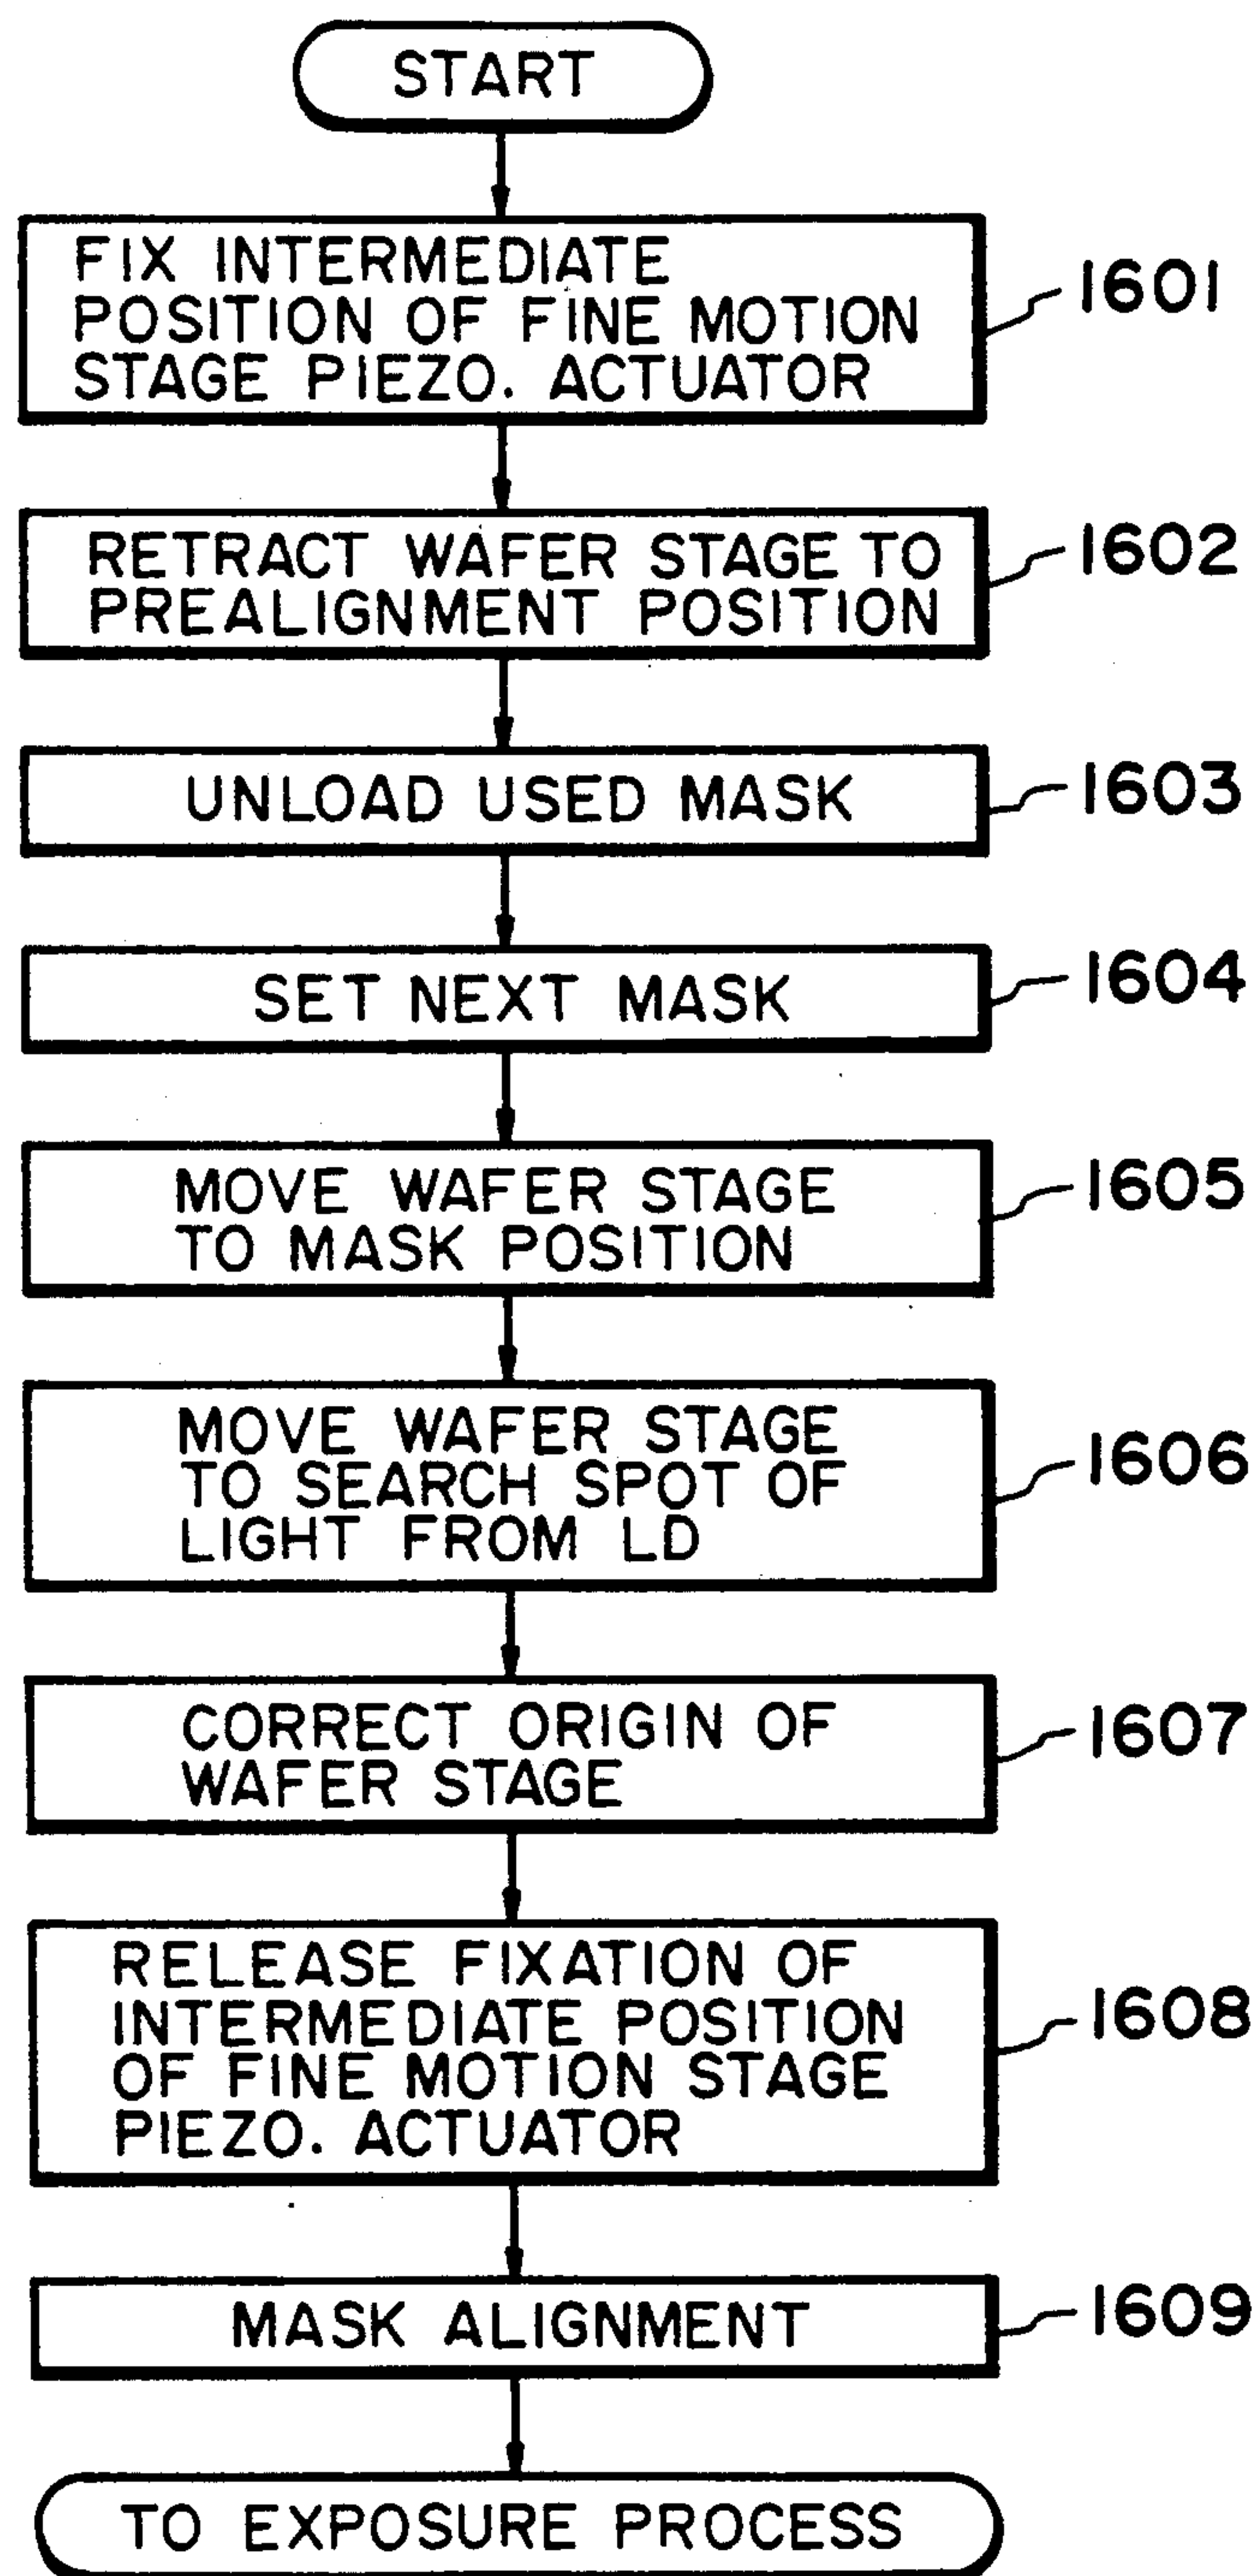 START
FIX INTERMEDIATE
POSITION OF FINE MOTION
STAGE PIEZO. ACTUATOR
1601
RETRACT WAFER STAGE TO
PREALIGNMENT POSITION
1602
UNLOAD USED MASK
1603
SET NEXT MASK
1604
MOVE WAFER STAGE
TO MASK POSITION
1605
MOVE WAFER STAGE
TO SEARCH SPOT OF
LIGHT FROM LD
1606
CORRECT ORIGIN OF
WAFER STAGE
1607
RELEASE FIXATION OF
INTERMEDIATE POSITION
OF FINE MOTION STAGE
PIEZO. ACTUATOR
1608
MASK ALIGNMENT
1609
TO EXPOSURE PROCESS